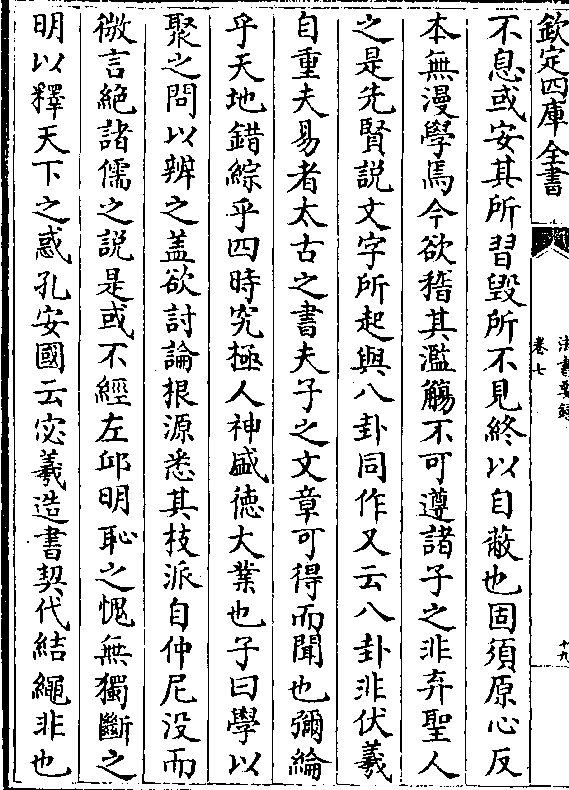 欽定四庫全書
法書要録
卷七
十九
不息或安其所習毀所不見終以自蔽也固須原心反
本無漫學焉今欲稽其濫觴不可遵諸子之非弃聖人
之是先賢説文字所起與八卦同作又云八卦非伏羲
自重夫易者太古之書夫子之文章可得而聞也彌綸
乎天地錯綜乎四時究極人神盛徳大業也子曰學以
聚之問以辨之盖欲討論根源悉其枝派自仲尼没而
微言絶諸儒之説是或不經左邱明恥之愧無獨斷之
明以釋天下之惑孔安國云宓羲造書契代結繩非也